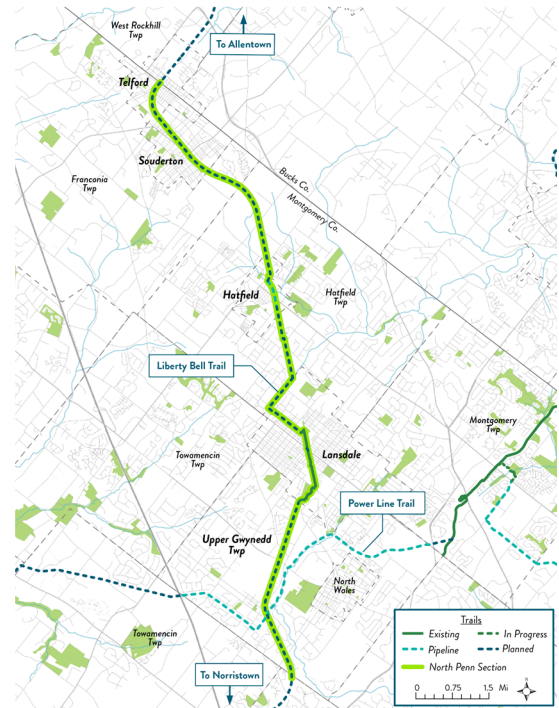 West Rockhill
Twp
To Allentown
Telford
Souderton
Franconia
Twp
Bucks Co.
Montgomery Co.
Hatfield
Hatfield
Twp
Liberty Bell Trail
Montgomery
Twp
Towamencin
Twp
Lansdale
Power Line Trail
Upper Gwynedd
Twp
North
Wales
Towamencin
Twp
To Norristown
Trails
Existing
In Progress
Pipeline
Planned
North Penn Section
0 0.75 1.5 Mi
N